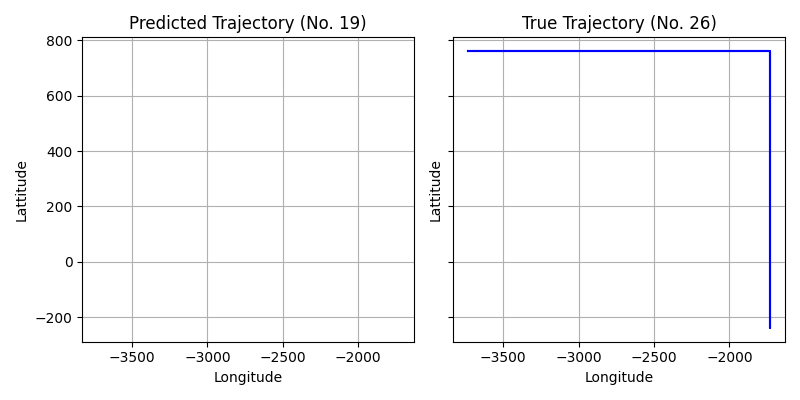 Predicted Trajectory (No. 19)
True Trajectory (No. 26)
Lattitude
800
600
400
200
0
−200
−3500
−3000
−2500
−2000
Longitude
Lattitude
−3500
−3000
−2500
−2000
Longitude